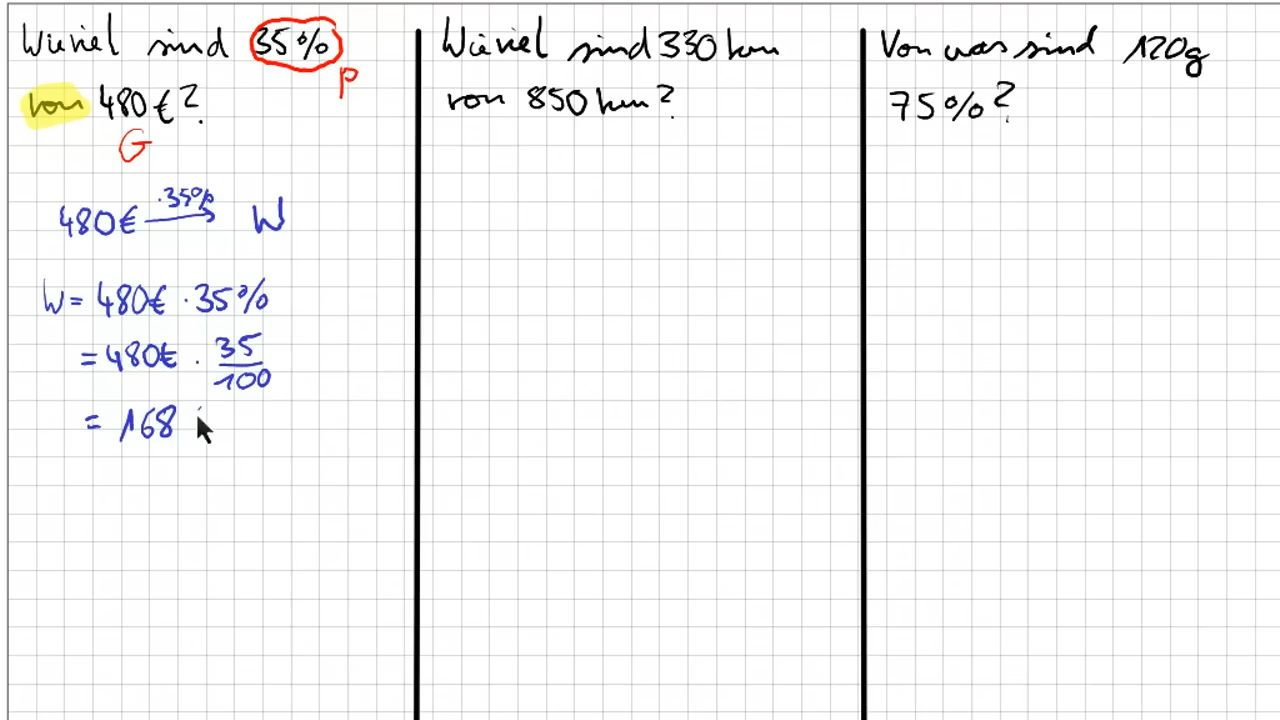 Wieviel sind 35%
p
von 480€?
G
480€ ·35% → W
W = 480€ · 35%
= 480€ · 35/100
= 168
Wieviel sind 330 km
von 850 km?
Von was sind 120g
75%?